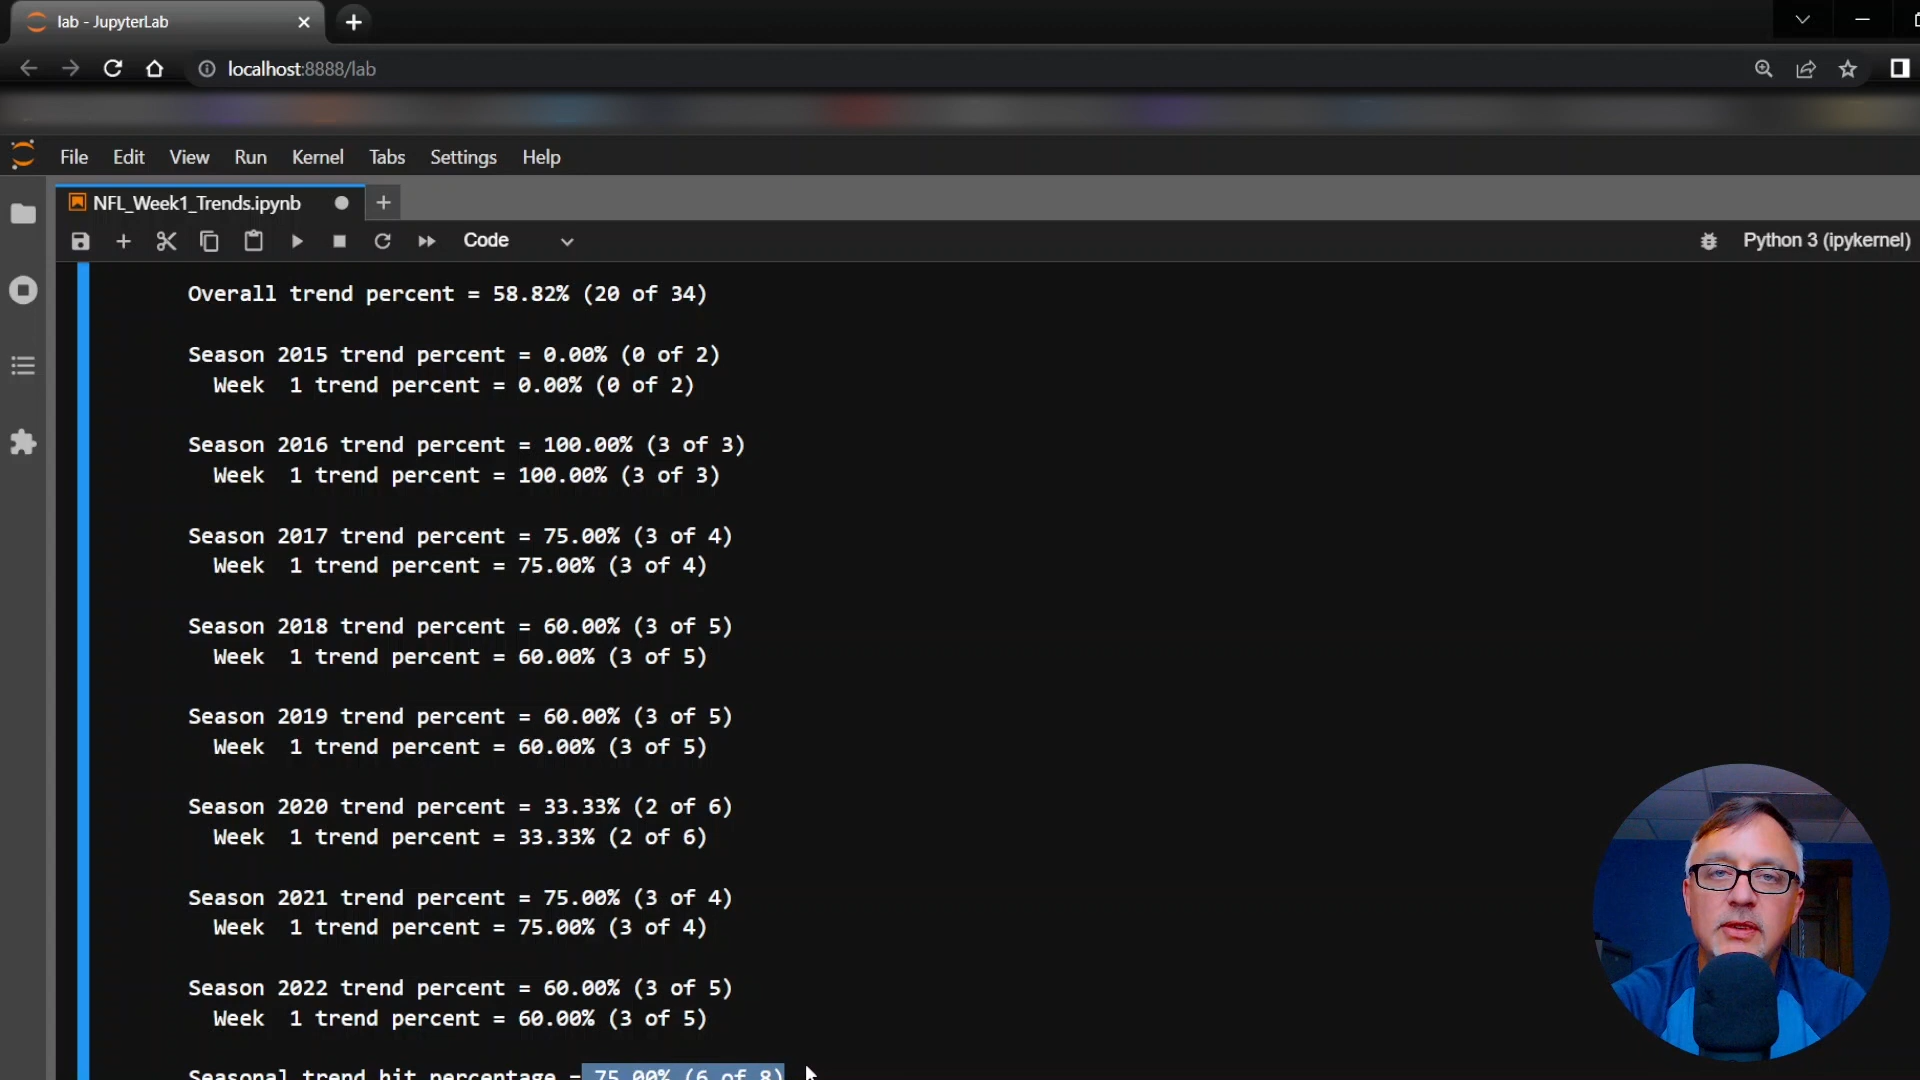 lab - JupyterLab
localhost:8888/lab
File Edit View Run Kernel Tabs Settings Help
NFL_Week1_Trends.ipynb
Code
Python 3 (ipykernel)
Overall trend percent = 58.82% (20 of 34)
Season 2015 trend percent = 0.00% (0 of 2)
Week 1 trend percent = 0.00% (0 of 2)
Season 2016 trend percent = 100.00% (3 of 3)
Week 1 trend percent = 100.00% (3 of 3)
Season 2017 trend percent = 75.00% (3 of 4)
Week 1 trend percent = 75.00% (3 of 4)
Season 2018 trend percent = 60.00% (3 of 5)
Week 1 trend percent = 60.00% (3 of 5)
Season 2019 trend percent = 60.00% (3 of 5)
Week 1 trend percent = 60.00% (3 of 5)
Season 2020 trend percent = 33.33% (2 of 6)
Week 1 trend percent = 33.33% (2 of 6)
Season 2021 trend percent = 75.00% (3 of 4)
Week 1 trend percent = 75.00% (3 of 4)
Season 2022 trend percent = 60.00% (3 of 5)
Week 1 trend percent = 60.00% (3 of 5)
Seasonal trend hit percentage = 75.00% (6 of 8)